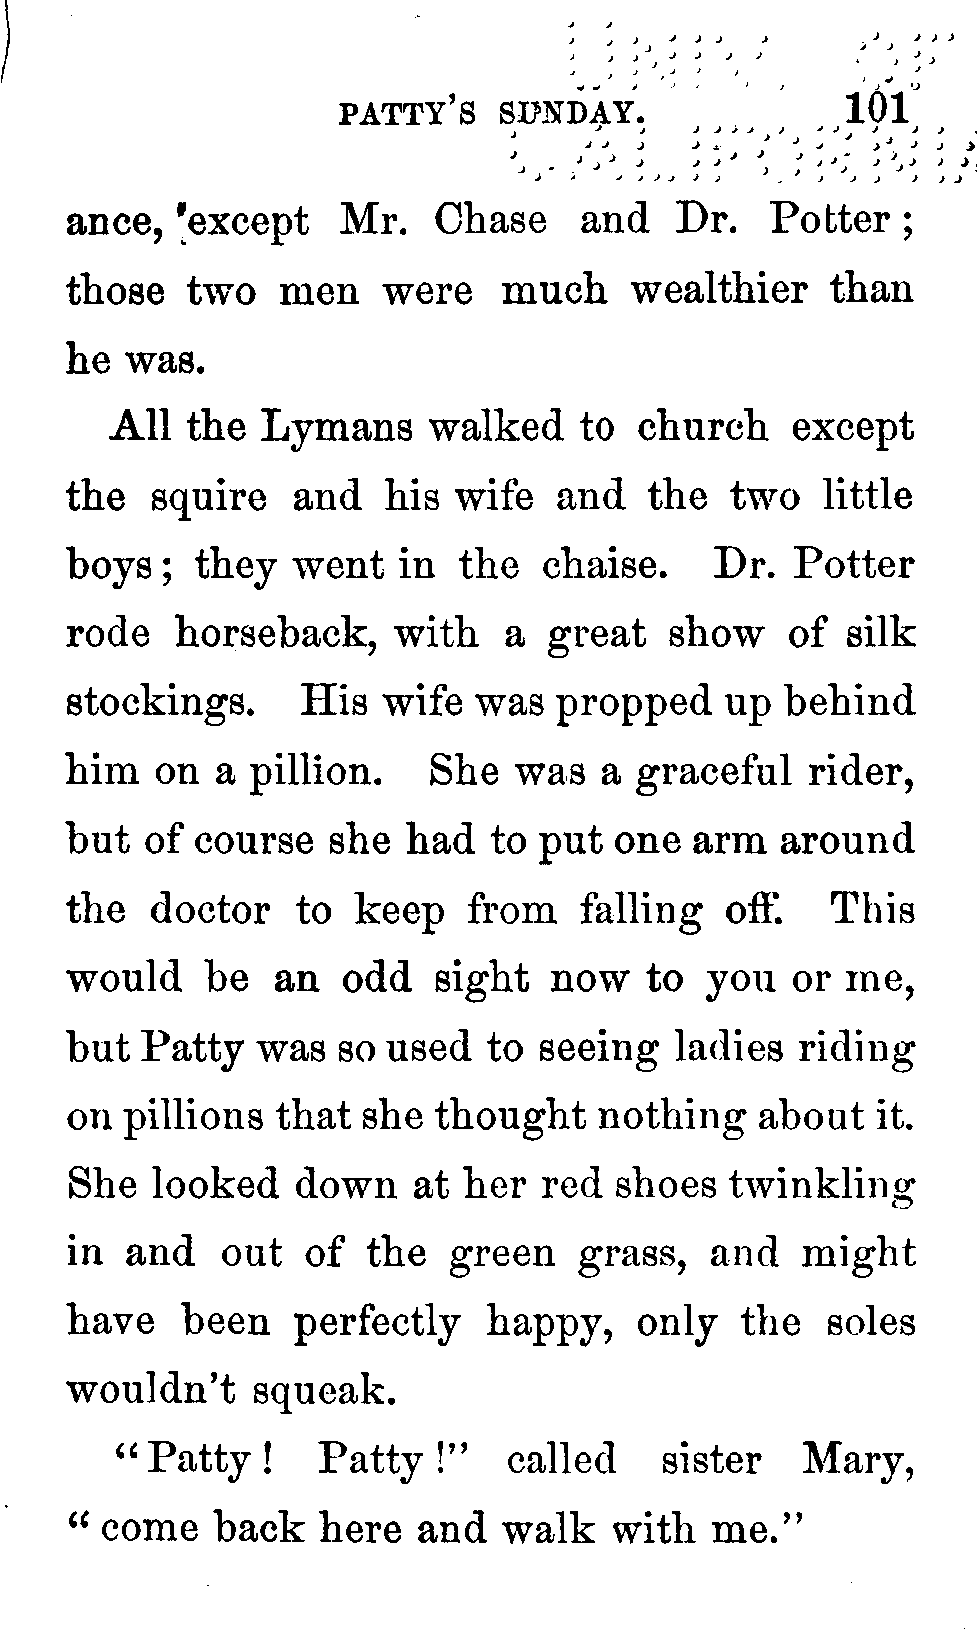 UNIV. OF
PATTY'S SUNDAY. 101
CALIFORNIA
ance, except Mr. Chase and Dr. Potter;
those two men were much wealthier than
he was.
All the Lymans walked to church except
the squire and his wife and the two little
boys; they went in the chaise. Dr. Potter
rode horseback, with a great show of silk
stockings. His wife was propped up behind
him on a pillion. She was a graceful rider,
but of course she had to put one arm around
the doctor to keep from falling off. This
would be an odd sight now to you or me,
but Patty was so used to seeing ladies riding
on pillions that she thought nothing about it.
She looked down at her red shoes twinkling
in and out of the green grass, and might
have been perfectly happy, only the soles
wouldn't squeak.
"Patty! Patty!" called sister Mary,
"come back here and walk with me."